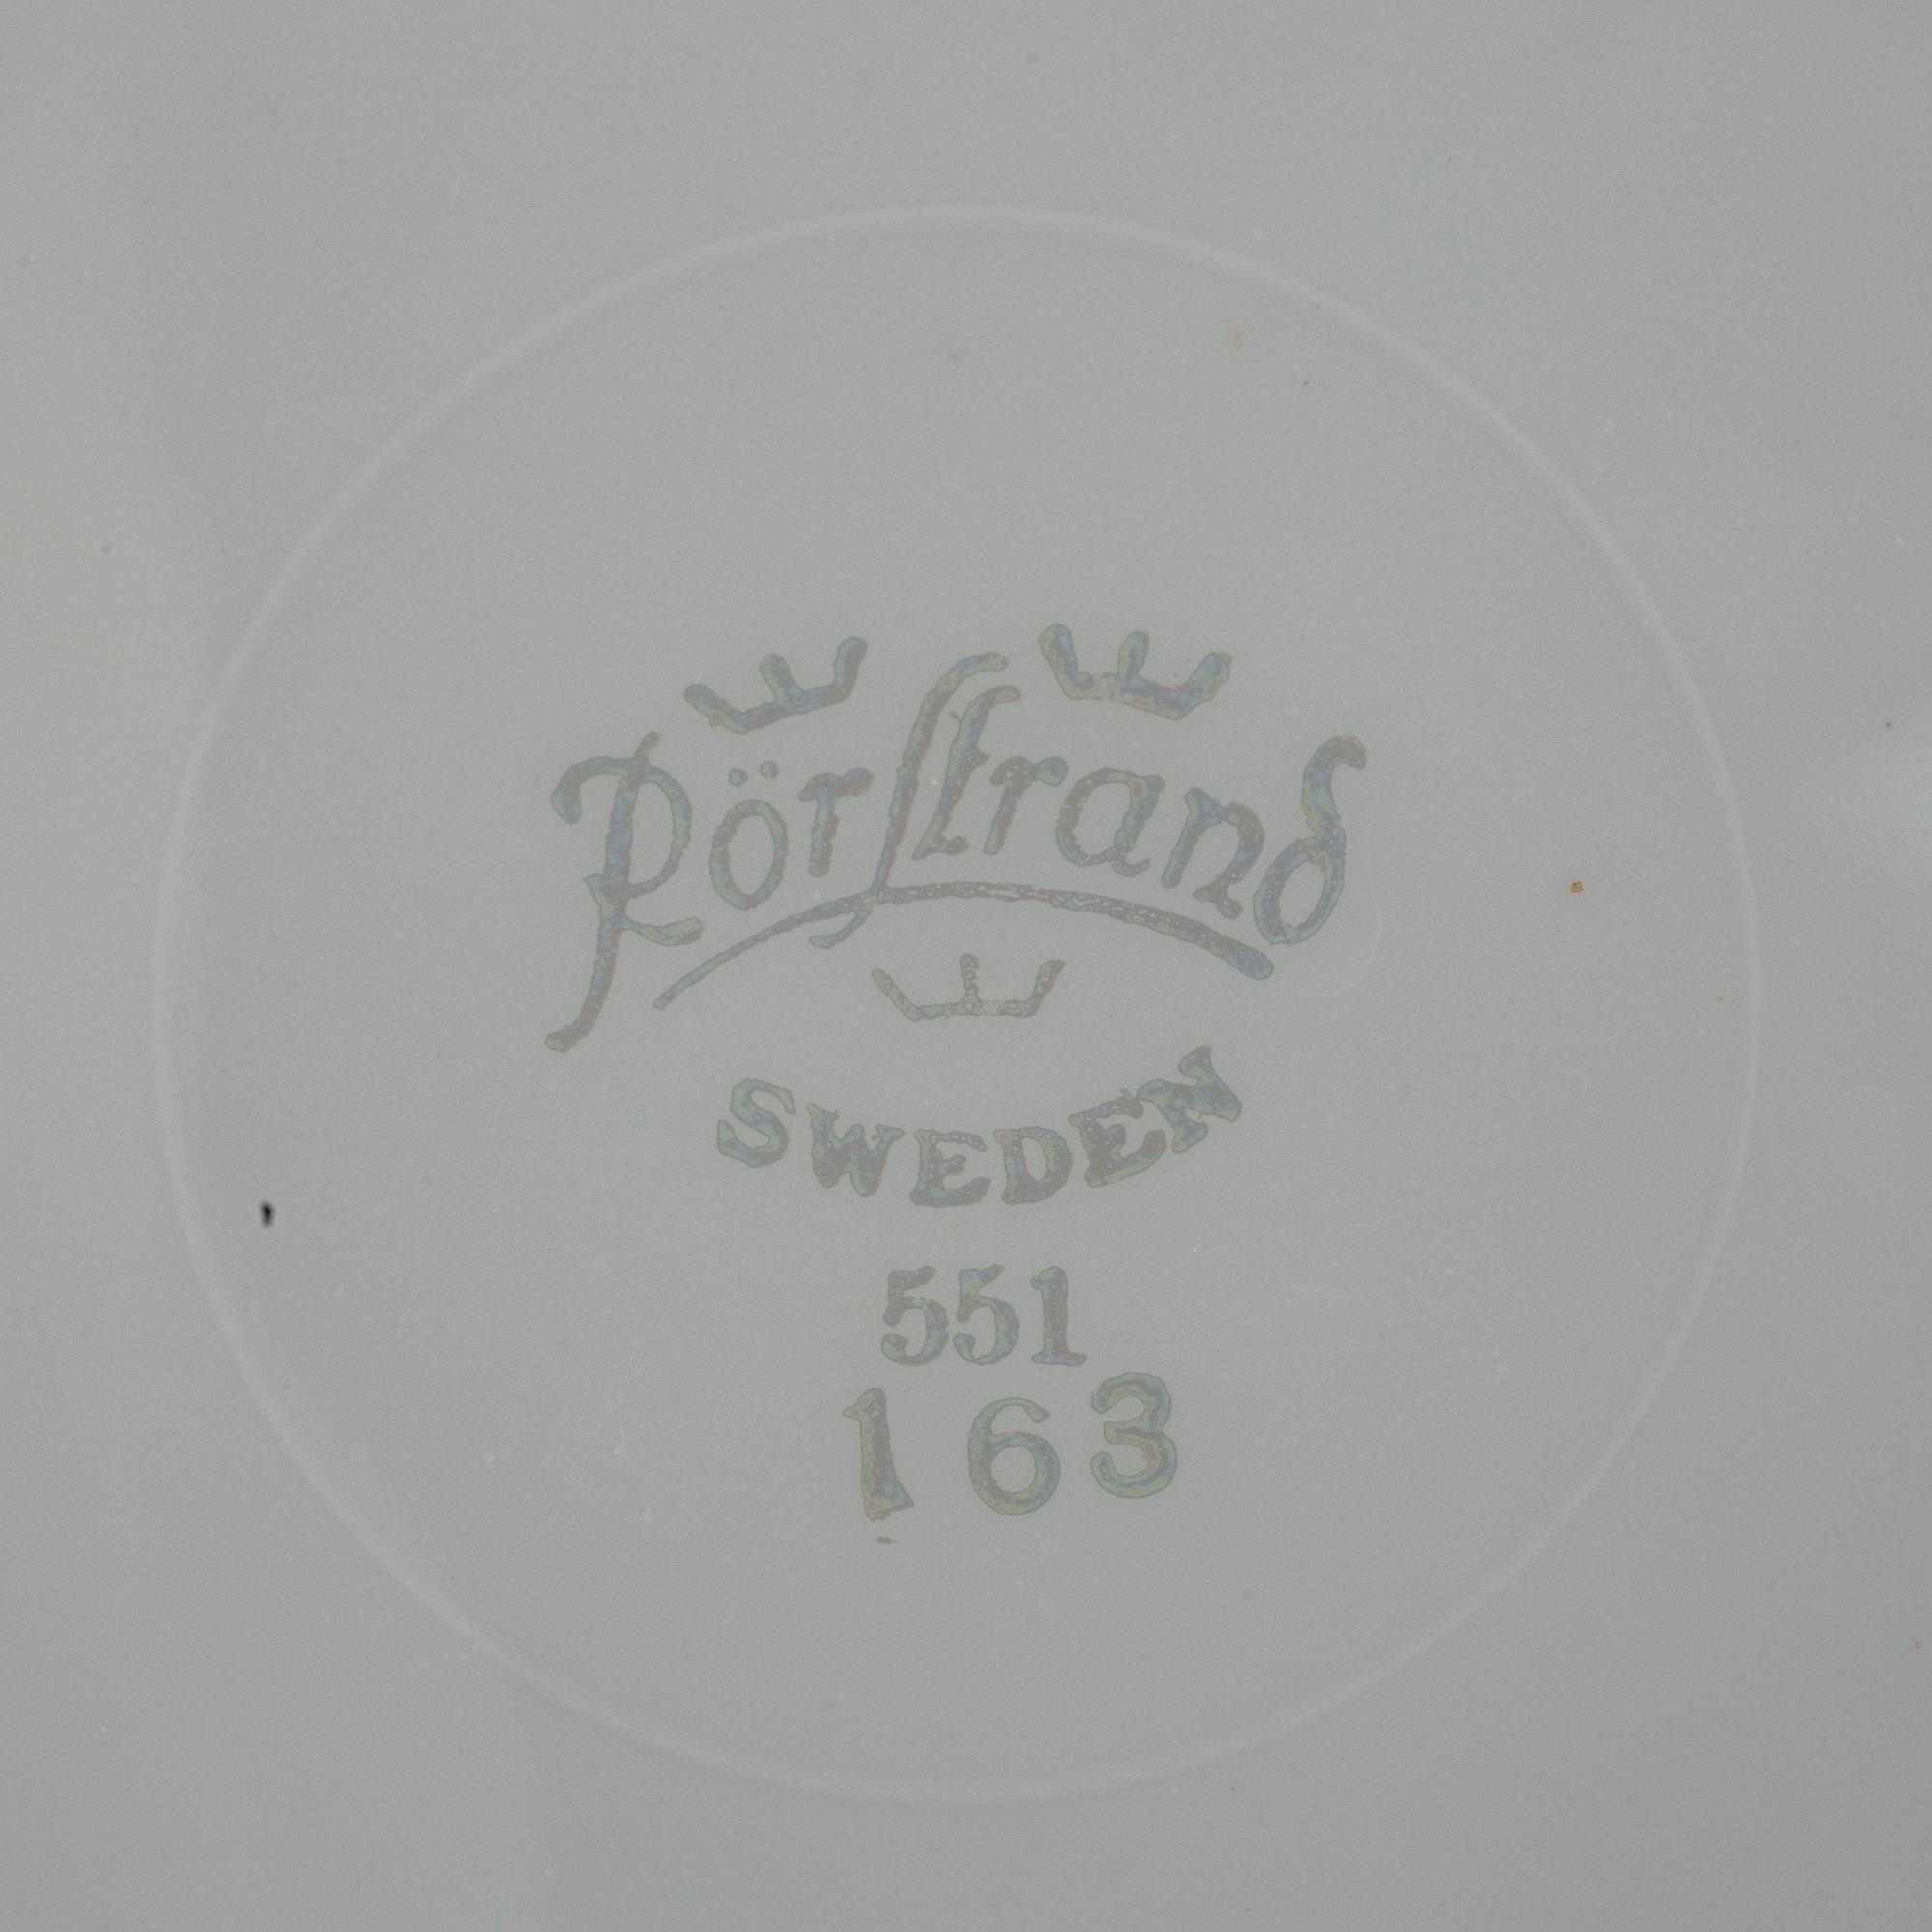 Rörstrand
SWEDEN
551
163